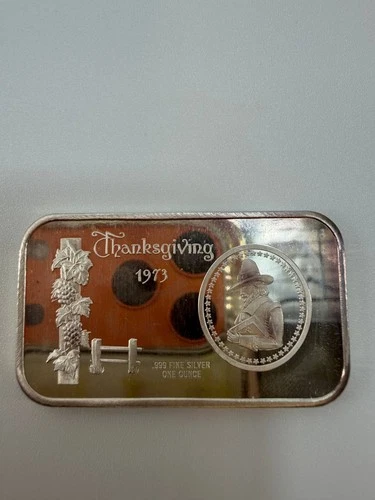 Thanksgiving
1973
.999 FINE SILVER
ONE OUNCE